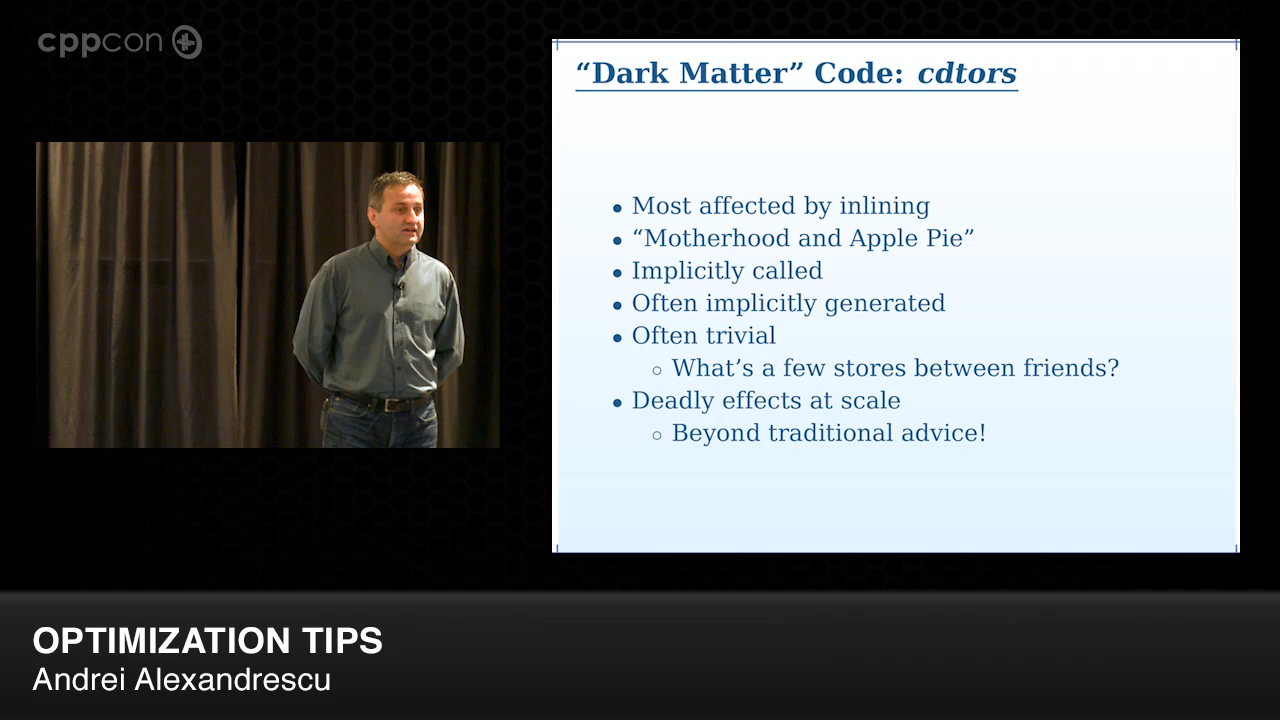 cppcon
“Dark Matter” Code: cdtors
• Most affected by inlining
• “Motherhood and Apple Pie”
• Implicitly called
• Often implicitly generated
• Often trivial
◦ What’s a few stores between friends?
• Deadly effects at scale
◦ Beyond traditional advice!
OPTIMIZATION TIPS
Andrei Alexandrescu